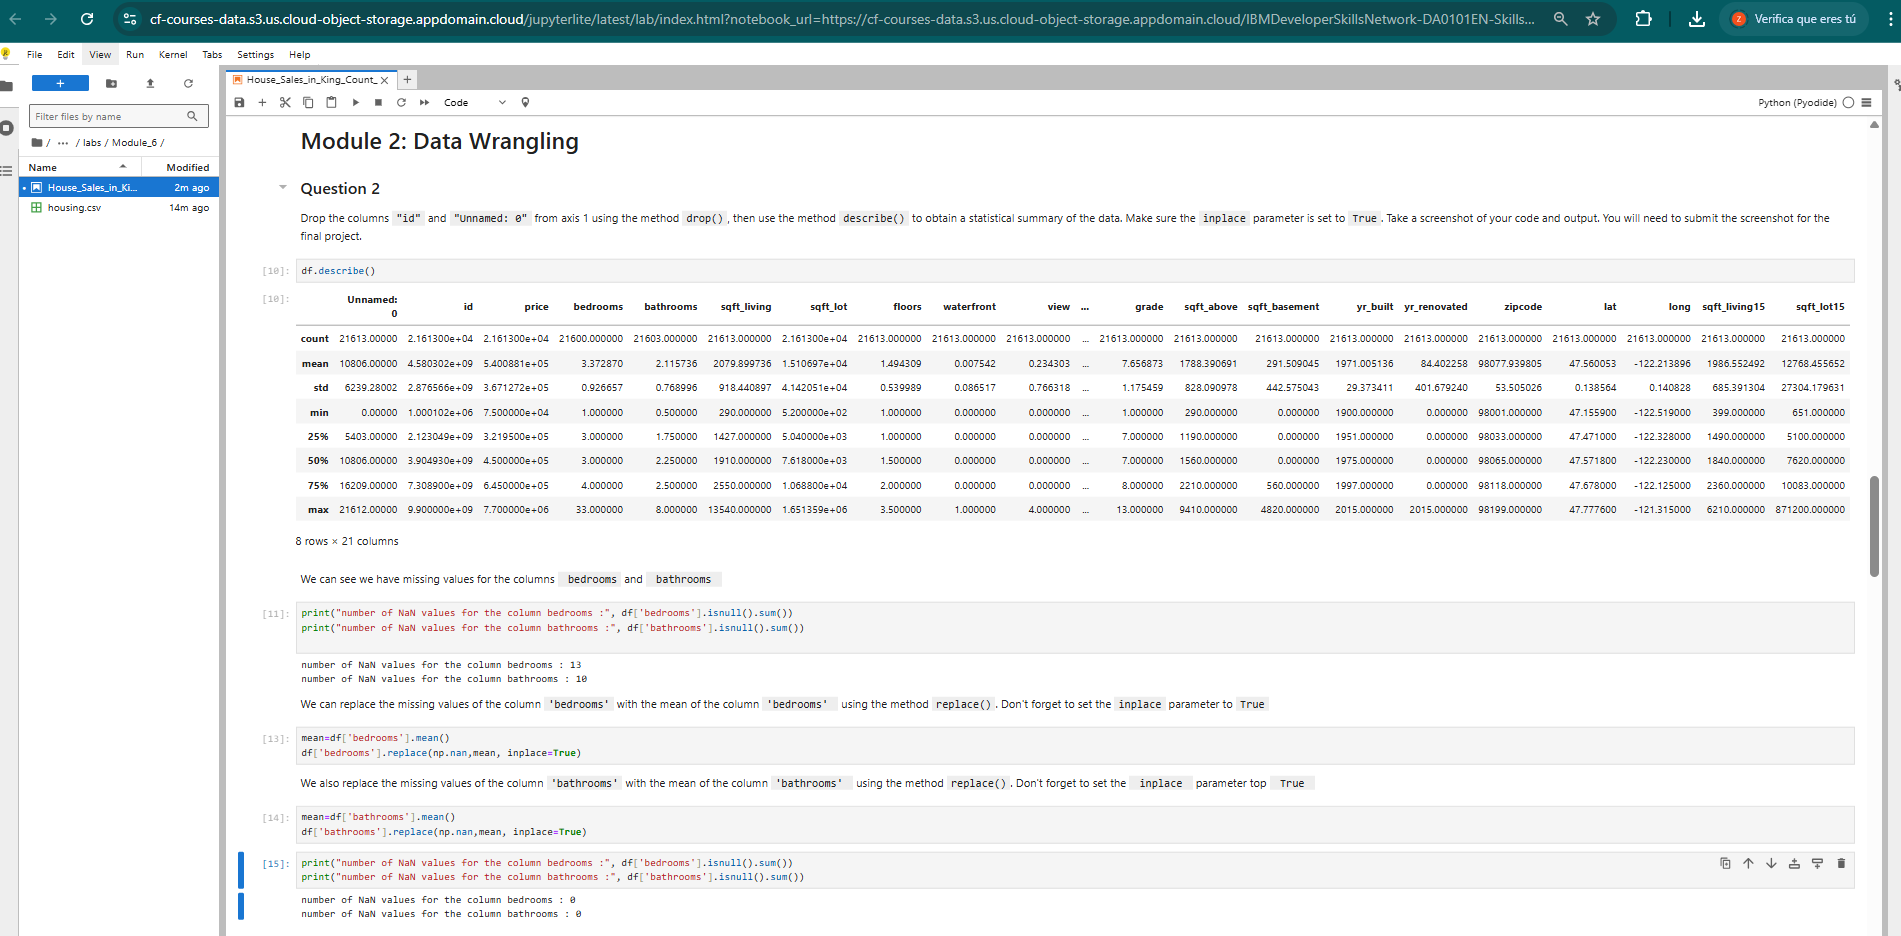 cf-courses-data.s3.us.cloud-object-storage.appdomain.cloud/jupyterlite/latest/lab/index.html?notebook_url=https://cf-courses-data.s3.us.cloud-object-storage.appdomain.cloud/IBMDeveloperSkillsNetwork-DA0101EN-Skills...
Z Verifica que eres tú
File Edit View Run Kernel Tabs Settings Help
House_Sales_in_King_Count_
Filter files by name
Code
Python (Pyodide)
/ ... / labs / Module_6 /
Name Modified
House_Sales_in_Ki... 2m ago
housing.csv 14m ago
Module 2: Data Wrangling
Question 2
Drop the columns "id" and "Unnamed: 0" from axis 1 using the method drop(), then use the method describe() to obtain a statistical summary of the data. Make sure the inplace parameter is set to True. Take a screenshot of your code and output. You will need to submit the screenshot for the
final project.
[10]: df.describe()
[10]: Unnamed: 0 id price bedrooms bathrooms sqft_living sqft_lot floors waterfront view ... grade sqft_above sqft_basement yr_built yr_renovated zipcode lat long sqft_living15 sqft_lot15
count 21613.00000 2.161300e+04 2.161300e+04 21600.000000 21603.000000 21613.000000 2.161300e+04 21613.000000 21613.000000 21613.000000 ... 21613.000000 21613.000000 21613.000000 21613.000000 21613.000000 21613.000000 21613.000000 21613.000000 21613.000000 21613.000000
mean 10806.00000 4.580302e+09 5.400881e+05 3.372870 2.115736 2079.899736 1.510697e+04 1.494309 0.007542 0.234303 ... 7.656873 1788.390691 291.509045 1971.005136 84.402258 98077.939805 47.560053 -122.213896 1986.552492 12768.455652
std 6239.28002 2.876566e+09 3.671272e+05 0.926657 0.768996 918.440897 4.142051e+04 0.539989 0.086517 0.766318 ... 1.175459 828.090978 442.575043 29.373411 401.679240 53.505026 0.138564 0.140828 685.391304 27304.179631
min 0.00000 1.000102e+06 7.500000e+04 1.000000 0.500000 290.000000 5.200000e+02 1.000000 0.000000 0.000000 ... 1.000000 290.000000 0.000000 1900.000000 0.000000 98001.000000 47.155900 -122.519000 399.000000 651.000000
25% 5403.00000 2.123049e+09 3.219500e+05 3.000000 1.750000 1427.000000 5.040000e+03 1.000000 0.000000 0.000000 ... 7.000000 1190.000000 0.000000 1951.000000 0.000000 98033.000000 47.471000 -122.328000 1490.000000 5100.000000
50% 10806.00000 3.904930e+09 4.500000e+05 3.000000 2.250000 1910.000000 7.618000e+03 1.500000 0.000000 0.000000 ... 7.000000 1560.000000 0.000000 1975.000000 0.000000 98065.000000 47.571800 -122.230000 1840.000000 7620.000000
75% 16209.00000 7.308900e+09 6.450000e+05 4.000000 2.500000 2550.000000 1.068800e+04 2.000000 0.000000 0.000000 ... 8.000000 2210.000000 560.000000 1997.000000 0.000000 98118.000000 47.678000 -122.125000 2360.000000 10083.000000
max 21612.00000 9.900000e+09 7.700000e+06 33.000000 8.000000 13540.000000 1.651359e+06 3.500000 1.000000 4.000000 ... 13.000000 9410.000000 4820.000000 2015.000000 2015.000000 98199.000000 47.777600 -121.315000 6210.000000 871200.000000
8 rows × 21 columns
We can see we have missing values for the columns bedrooms and bathrooms
[11]: print("number of NaN values for the column bedrooms :", df['bedrooms'].isnull().sum())
print("number of NaN values for the column bathrooms :", df['bathrooms'].isnull().sum())
number of NaN values for the column bedrooms : 13
number of NaN values for the column bathrooms : 10
We can replace the missing values of the column 'bedrooms' with the mean of the column 'bedrooms' using the method replace(). Don't forget to set the inplace parameter to True
[13]: mean=df['bedrooms'].mean()
df['bedrooms'].replace(np.nan,mean, inplace=True)
We also replace the missing values of the column 'bathrooms' with the mean of the column 'bathrooms' using the method replace(). Don't forget to set the inplace parameter top True
[14]: mean=df['bathrooms'].mean()
df['bathrooms'].replace(np.nan,mean, inplace=True)
[15]: print("number of NaN values for the column bedrooms :", df['bedrooms'].isnull().sum())
print("number of NaN values for the column bathrooms :", df['bathrooms'].isnull().sum())
number of NaN values for the column bedrooms : 0
number of NaN values for the column bathrooms : 0